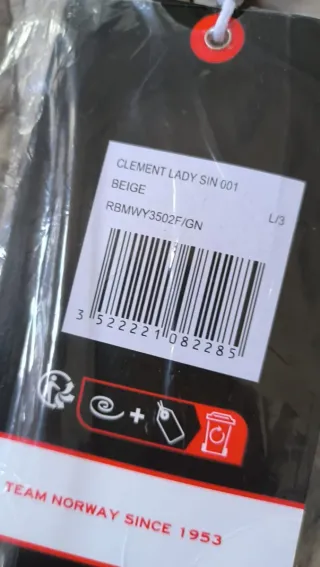 CLEMENT LADY SIN 001
BEIGE
RBMWY3502F/GN L/3
3 522221 082285
+
TEAM NORWAY SINCE 1953